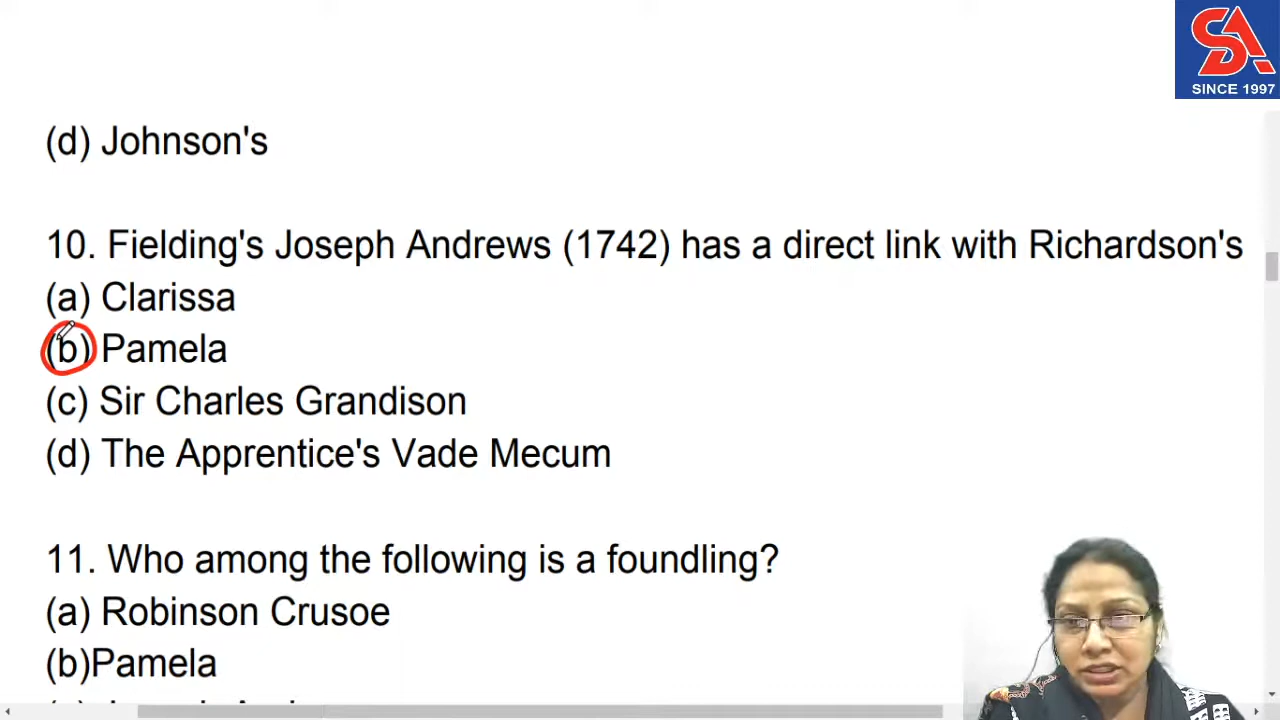 SA
SINCE 1997
(d) Johnson's
10. Fielding's Joseph Andrews (1742) has a direct link with Richardson's
(a) Clarissa
(b) Pamela
(c) Sir Charles Grandison
(d) The Apprentice's Vade Mecum
11. Who among the following is a foundling?
(a) Robinson Crusoe
(b)Pamela